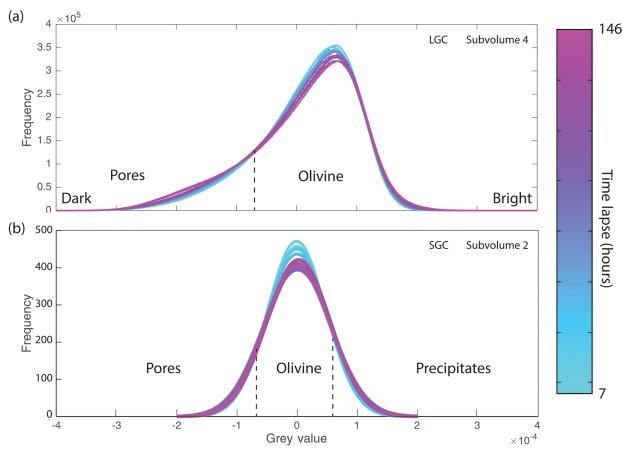 (a)
× 10⁵
LGC Subvolume 4
4
3.5
3
2.5
2
1.5
1
0.5
0
Frequency
Pores
Olivine
Dark
Bright
(b)
SGC Subvolume 2
500
400
300
200
100
0
Frequency
Pores
Olivine
Precipitates
-4 -3 -2 -1 0 1 2 3 4
Grey value
×10⁻⁴
146
Time lapse (hours)
7